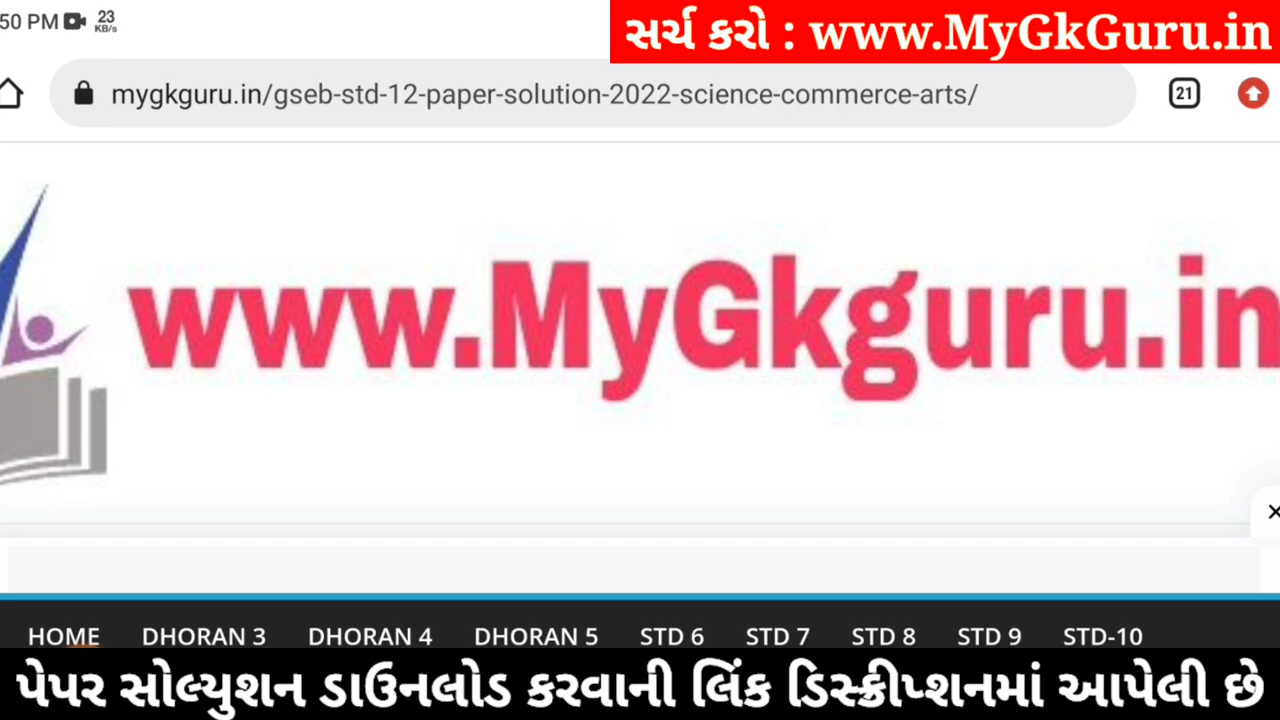 50 PM 23 KB/s
સર્ચ કરો : www.MyGkGuru.in
mygkguru.in/gseb-std-12-paper-solution-2022-science-commerce-arts/ 21
www.MyGkguru.in
HOME DHORAN 3 DHORAN 4 DHORAN 5 STD 6 STD 7 STD 8 STD 9 STD-10
પેપર સોલ્યુશન ડાઉનલોડ કરવાની લિંક ડિસ્ક્રીપ્શનમાં આપેલી છે